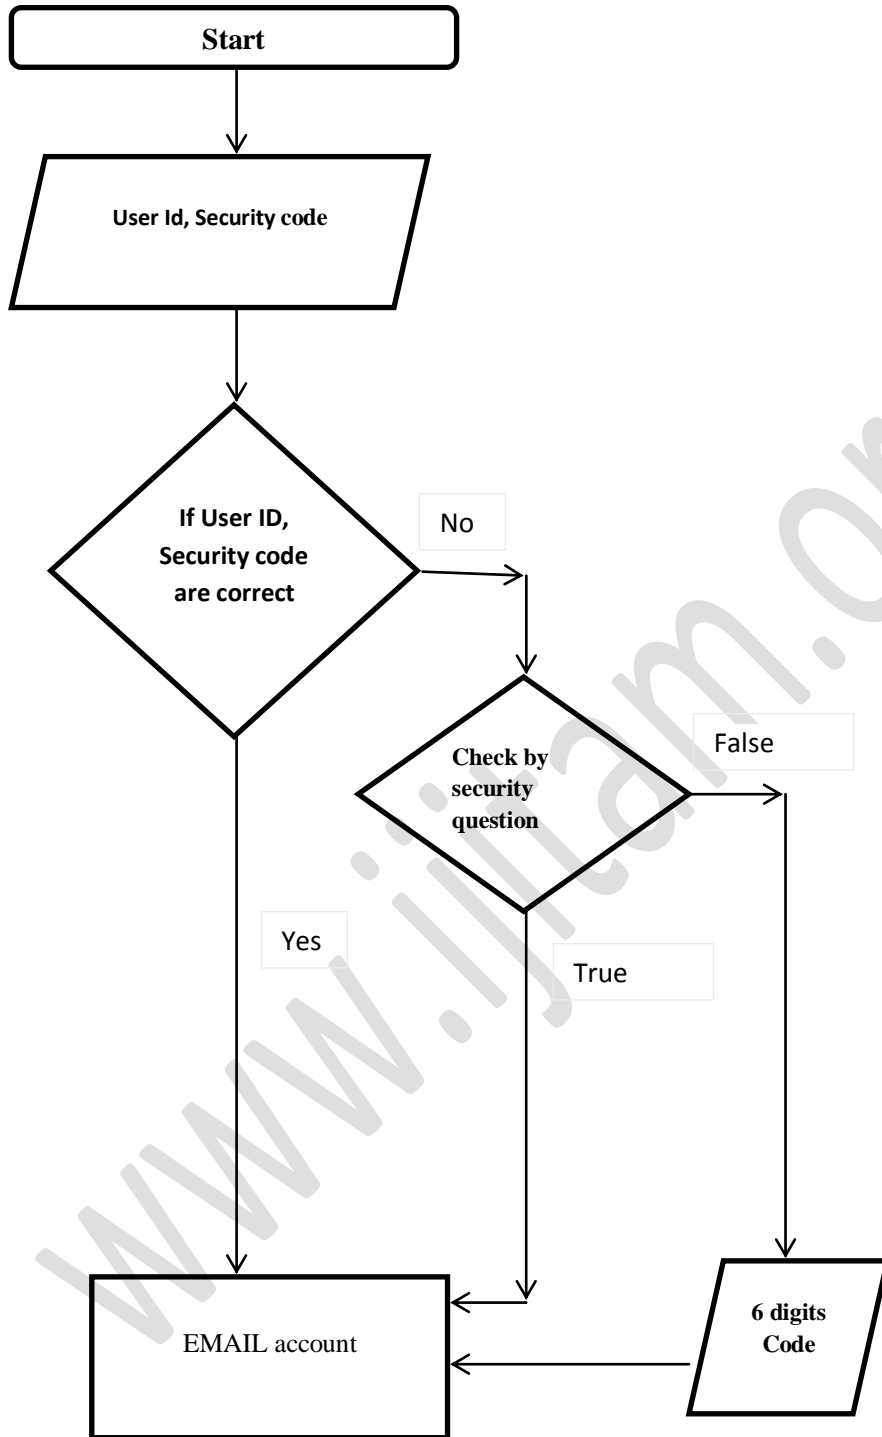 Start
User Id, Security code
If User ID,
Security code
are correct
No
Check by
security
question
False
Yes
True
6 digits
Code
EMAIL account